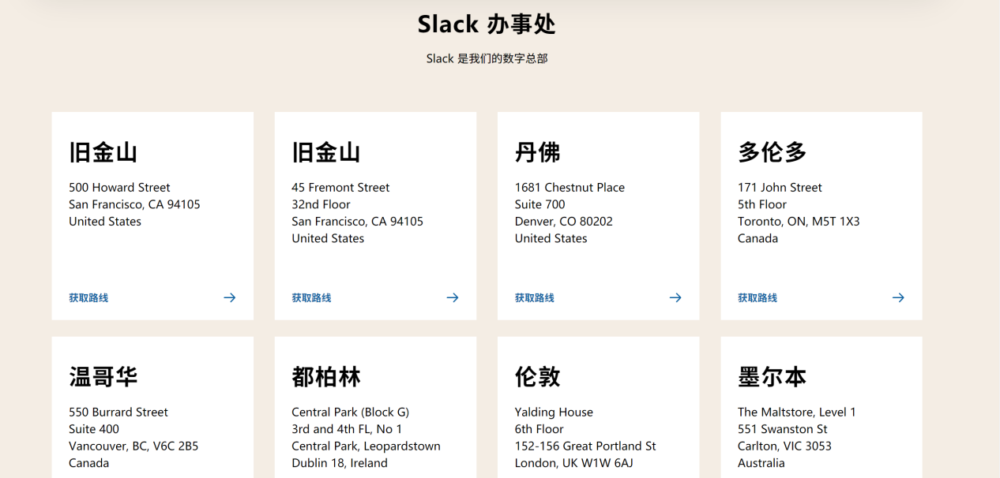 Slack 办事处
Slack 是我们的数字总部
旧金山
500 Howard Street
San Francisco, CA 94105
United States
获取路线
旧金山
45 Fremont Street
32nd Floor
San Francisco, CA 94105
United States
获取路线
丹佛
1681 Chestnut Place
Suite 700
Denver, CO 80202
United States
获取路线
多伦多
171 John Street
5th Floor
Toronto, ON, M5T 1X3
Canada
获取路线
温哥华
550 Burrard Street
Suite 400
Vancouver, BC, V6C 2B5
Canada
都柏林
Central Park (Block G)
3rd and 4th FL, No 1
Central Park, Leopardstown
Dublin 18, Ireland
伦敦
Yalding House
6th Floor
152-156 Great Portland St
London, UK W1W 6AJ
墨尔本
The Maltstore, Level 1
551 Swanston St
Carlton, VIC 3053
Australia